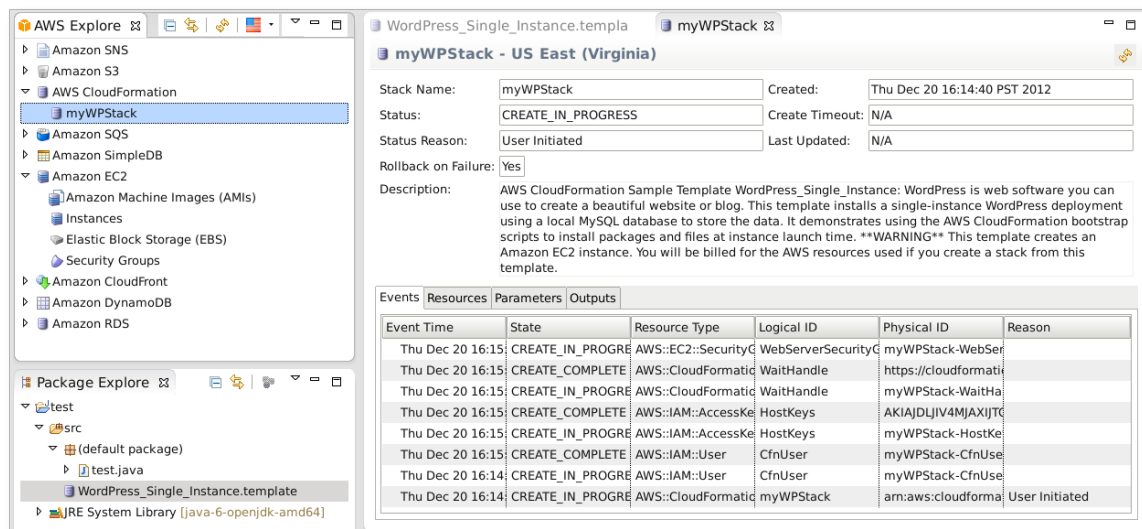 AWS Explore
Amazon SNS
Amazon S3
AWS CloudFormation
myWPStack
Amazon SQS
Amazon SimpleDB
Amazon EC2
Amazon Machine Images (AMIs)
Instances
Elastic Block Storage (EBS)
Security Groups
Amazon CloudFront
Amazon DynamoDB
Amazon RDS
Package Explore
test
src
(default package)
test.java
WordPress_Single_Instance.template
JRE System Library [java-6-openjdk-amd64]
WordPress_Single_Instance.templa myWPStack
myWPStack - US East (Virginia)
Stack Name: myWPStack Created: Thu Dec 20 16:14:40 PST 2012
Status: CREATE_IN_PROGRESS Create Timeout: N/A
Status Reason: User Initiated Last Updated: N/A
Rollback on Failure: Yes
Description: AWS CloudFormation Sample Template WordPress_Single_Instance: WordPress is web software you can
use to create a beautiful website or blog. This template installs a single-instance WordPress deployment
using a local MySQL database to store the data. It demonstrates using the AWS CloudFormation bootstrap
scripts to install packages and files at instance launch time. **WARNING** This template creates an
Amazon EC2 instance. You will be billed for the AWS resources used if you create a stack from this
template.
Events Resources Parameters Outputs
Event Time State Resource Type Logical ID Physical ID Reason
Thu Dec 20 16:15: CREATE_IN_PROGRE AWS::EC2::SecurityG WebServerSecurityG myWPStack-WebSer
Thu Dec 20 16:15: CREATE_COMPLETE AWS::CloudFormatio WaitHandle https://cloudformati
Thu Dec 20 16:15: CREATE_IN_PROGRE AWS::CloudFormatio WaitHandle myWPStack-WaitHa
Thu Dec 20 16:15: CREATE_COMPLETE AWS::IAM::AccessKe HostKeys AKIAJDLJIV4MJAXIJTO
Thu Dec 20 16:15: CREATE_IN_PROGRE AWS::IAM::AccessKe HostKeys myWPStack-HostKe
Thu Dec 20 16:15: CREATE_COMPLETE AWS::IAM::User CfnUser myWPStack-CfnUse
Thu Dec 20 16:14: CREATE_IN_PROGRE AWS::IAM::User CfnUser myWPStack-CfnUse
Thu Dec 20 16:14: CREATE_IN_PROGRE AWS::CloudFormatio myWPStack arn:aws:cloudforma User Initiated